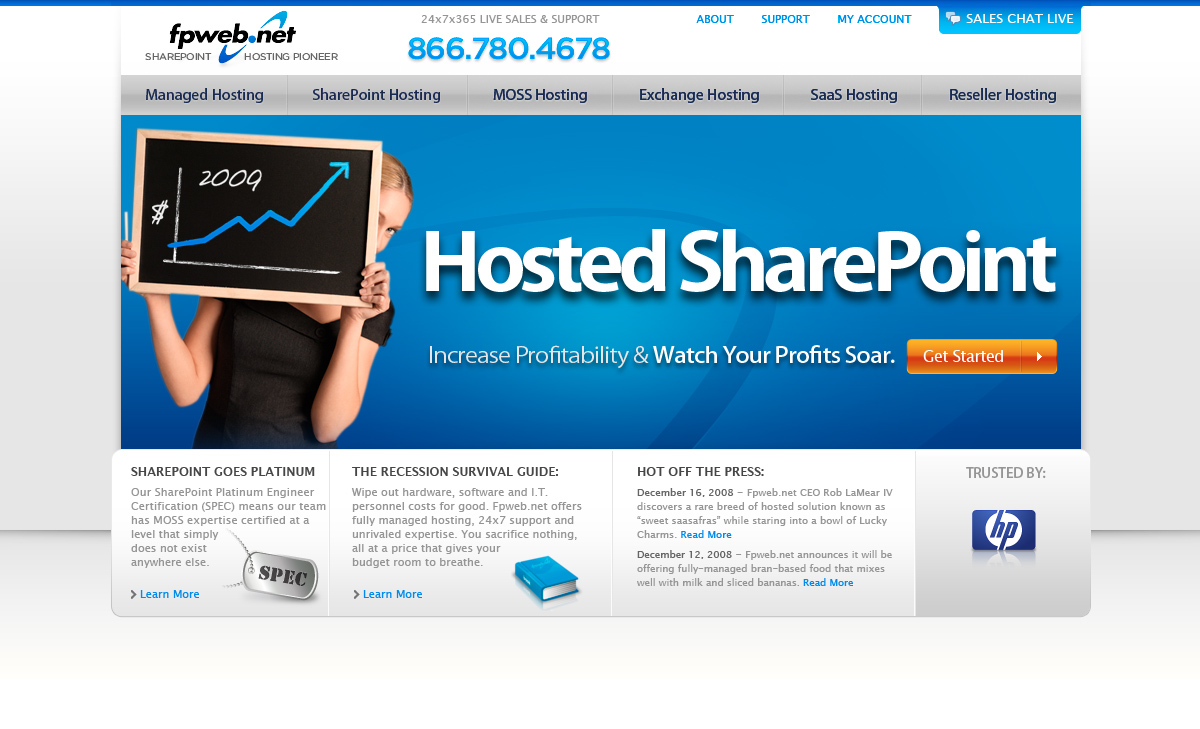 fpweb.net
SHAREPOINT HOSTING PIONEER
24x7x365 LIVE SALES & SUPPORT
866.780.4678
ABOUT SUPPORT MY ACCOUNT
SALES CHAT LIVE
Managed Hosting SharePoint Hosting MOSS Hosting Exchange Hosting SaaS Hosting Reseller Hosting
2009
$
Hosted SharePoint
Increase Profitability & Watch Your Profits Soar.
Get Started
SHAREPOINT GOES PLATINUM
Our SharePoint Platinum Engineer
Certification (SPEC) means our team
has MOSS expertise certified at a
level that simply
does not exist
anywhere else.
SPEC
Learn More
THE RECESSION SURVIVAL GUIDE:
Wipe out hardware, software and I.T.
personnel costs for good. Fpweb.net offers
fully managed hosting, 24x7 support and
unrivaled expertise. You sacrifice nothing,
all at a price that gives your
budget room to breathe.
Learn More
HOT OFF THE PRESS:
December 16, 2008 – Fpweb.net CEO Rob LaMear IV
discovers a rare breed of hosted solution known as
“sweet saasafras” while staring into a bowl of Lucky
Charms. Read More
December 12, 2008 – Fpweb.net announces it will be
offering fully-managed bran-based food that mixes
well with milk and sliced bananas. Read More
TRUSTED BY:
hp